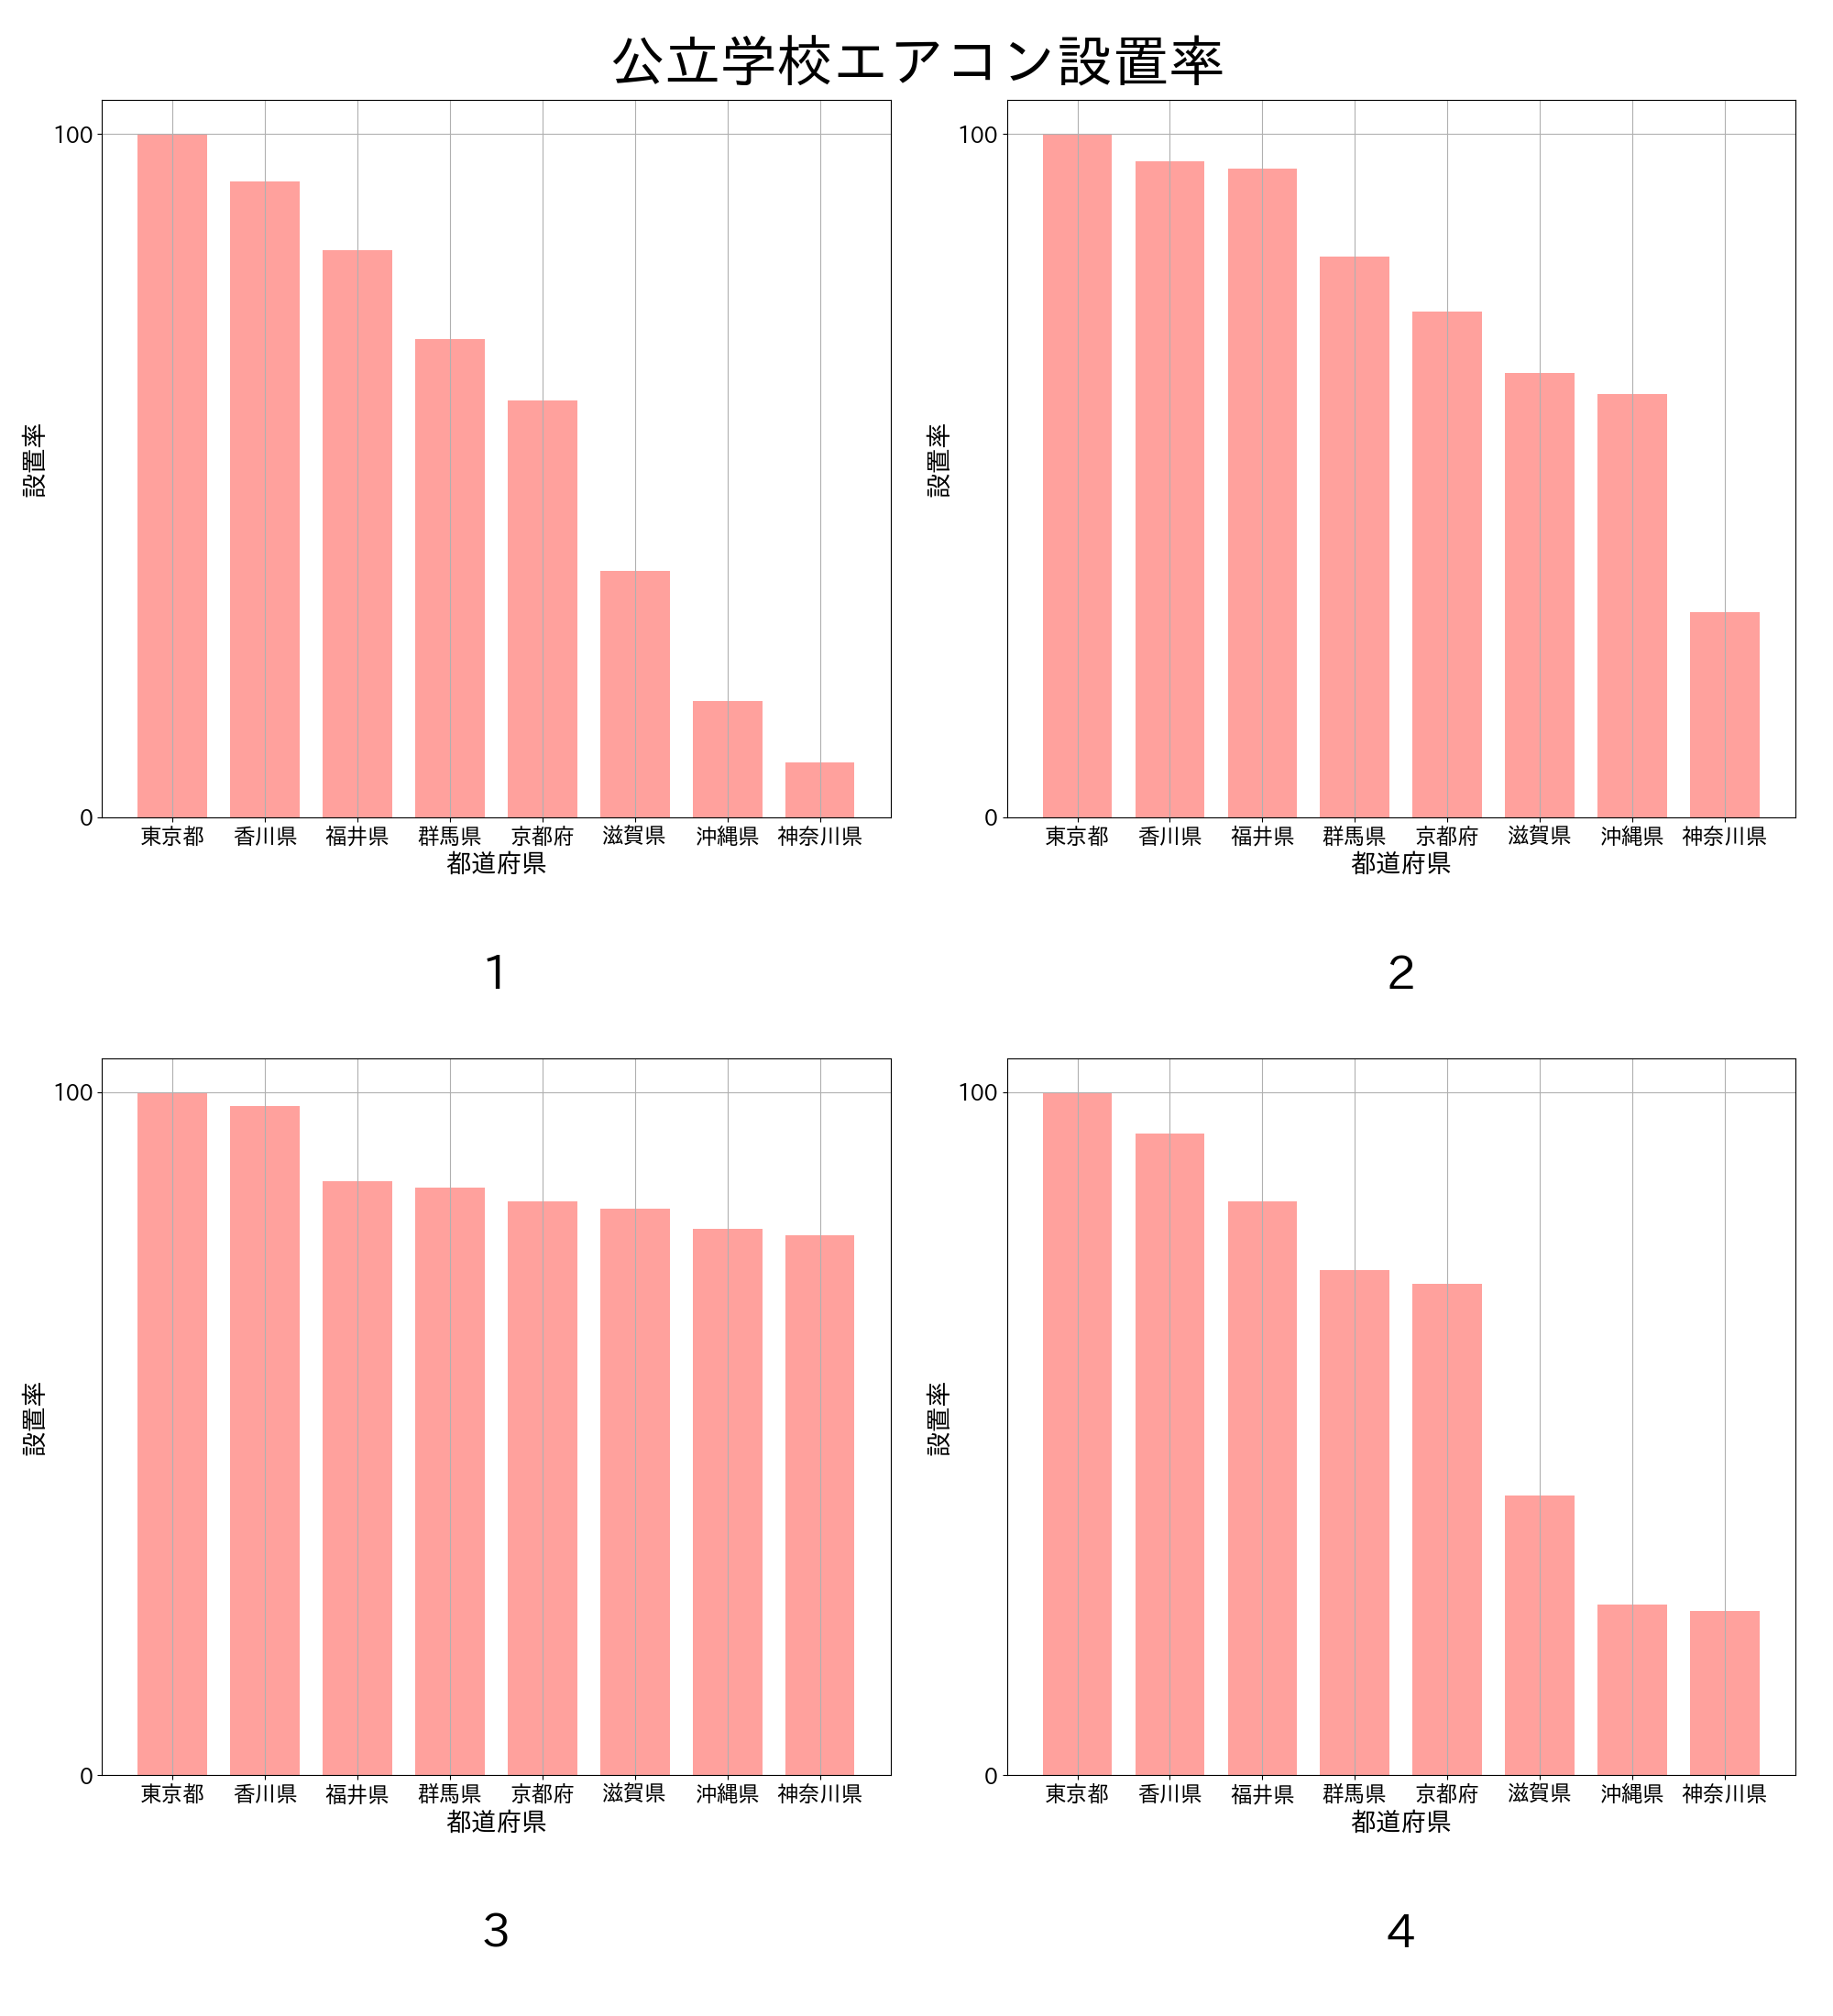 公立学校エアコン設置率
100
0
設置率
東京都 香川県 福井県 群馬県 京都府 滋賀県 沖縄県 神奈川県
都道府県
1
100
0
設置率
東京都 香川県 福井県 群馬県 京都府 滋賀県 沖縄県 神奈川県
都道府県
2
100
0
設置率
東京都 香川県 福井県 群馬県 京都府 滋賀県 沖縄県 神奈川県
都道府県
3
100
0
設置率
東京都 香川県 福井県 群馬県 京都府 滋賀県 沖縄県 神奈川県
都道府県
4